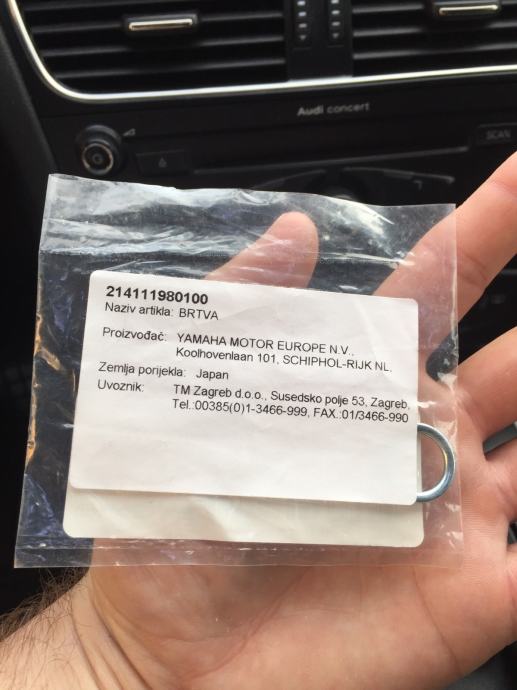 Audi concert
SCAN
214111980100
Naziv artikla: BRTVA
Proizvođač: YAMAHA MOTOR EUROPE N.V.,
Koolhovenlaan 101, SCHIPHOL-RIJK NL.
Zemlja porijekla: Japan
Uvoznik: TM Zagreb d.o.o., Susedsko polje 53, Zagreb,
Tel.:00385(0)1-3466-999, FAX.:01/3466-990